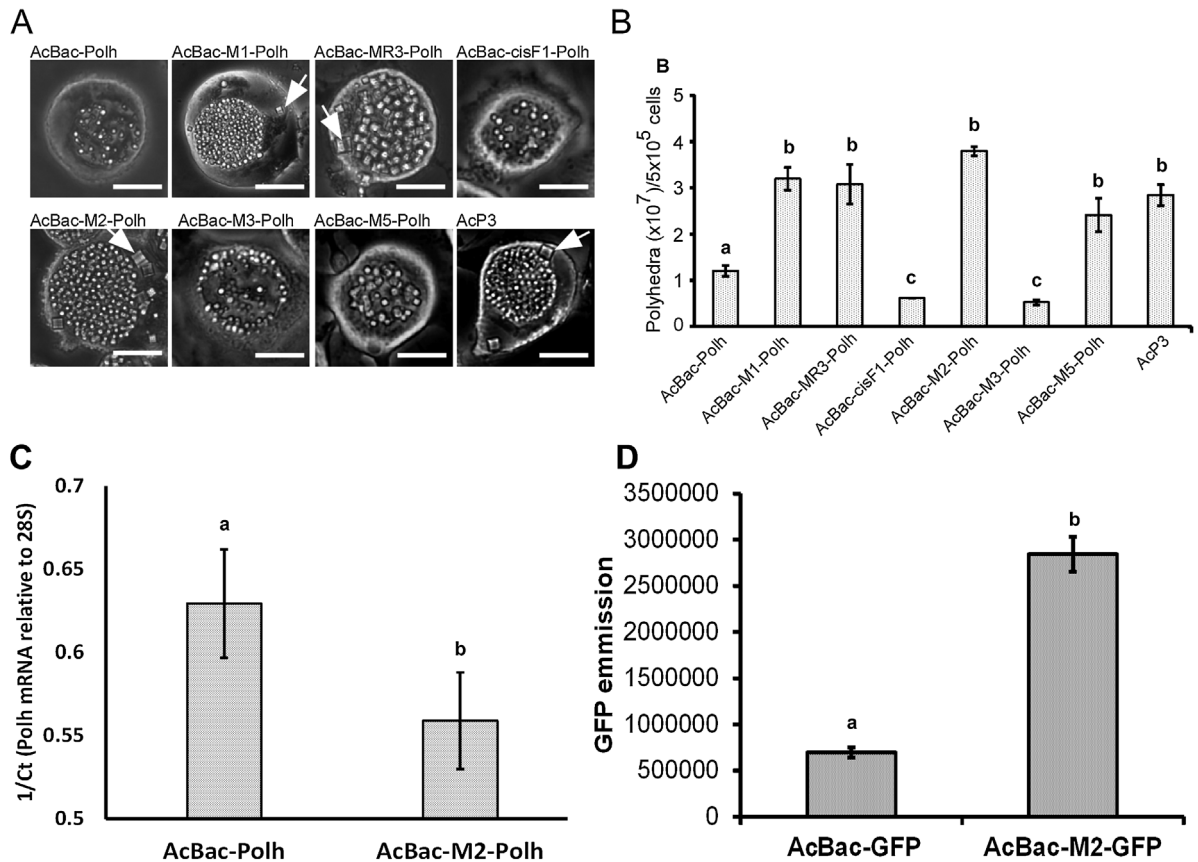 A
AcBac-Polh AcBac-M1-Polh AcBac-MR3-Polh AcBac-cisF1-Polh
AcBac-M2-Polh AcBac-M3-Polh AcBac-M5-Polh AcP3
B
B
Polyhedra (x10^7)/5x10^5 cells
5
4
3
2
1
0
a
b
b
c
b
c
b
b
AcBac-Polh
AcBac-M1-Polh
AcBac-MR3-Polh
AcBac-cisF1-Polh
AcBac-M2-Polh
AcBac-M3-Polh
AcBac-M5-Polh
AcP3
C
1/Ct (Polh mRNA relative to 28S)
0.7
0.65
0.6
0.55
0.5
a
b
AcBac-Polh AcBac-M2-Polh
D
GFP emmission
3500000
3000000
2500000
2000000
1500000
1000000
500000
0
a
b
AcBac-GFP AcBac-M2-GFP